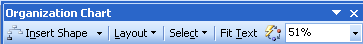 Organization Chart
Insert Shape Layout Select Fit Text 51%